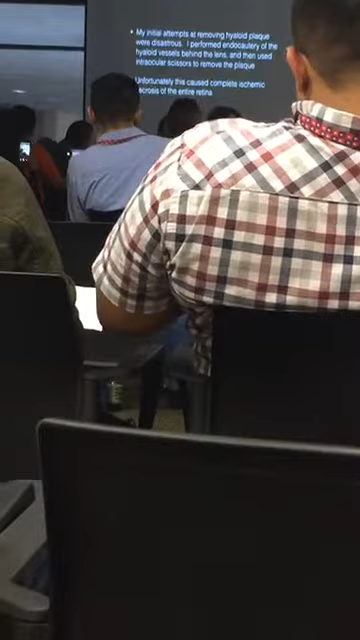 • My initial attempts at removing hyaloid plaque
were disastrous. I performed endocautery of the
hyaloid vessels behind the lens, and then used
intraocular scissors to remove the plaque
Unfortunately this caused complete ischemic
necrosis of the entire retina